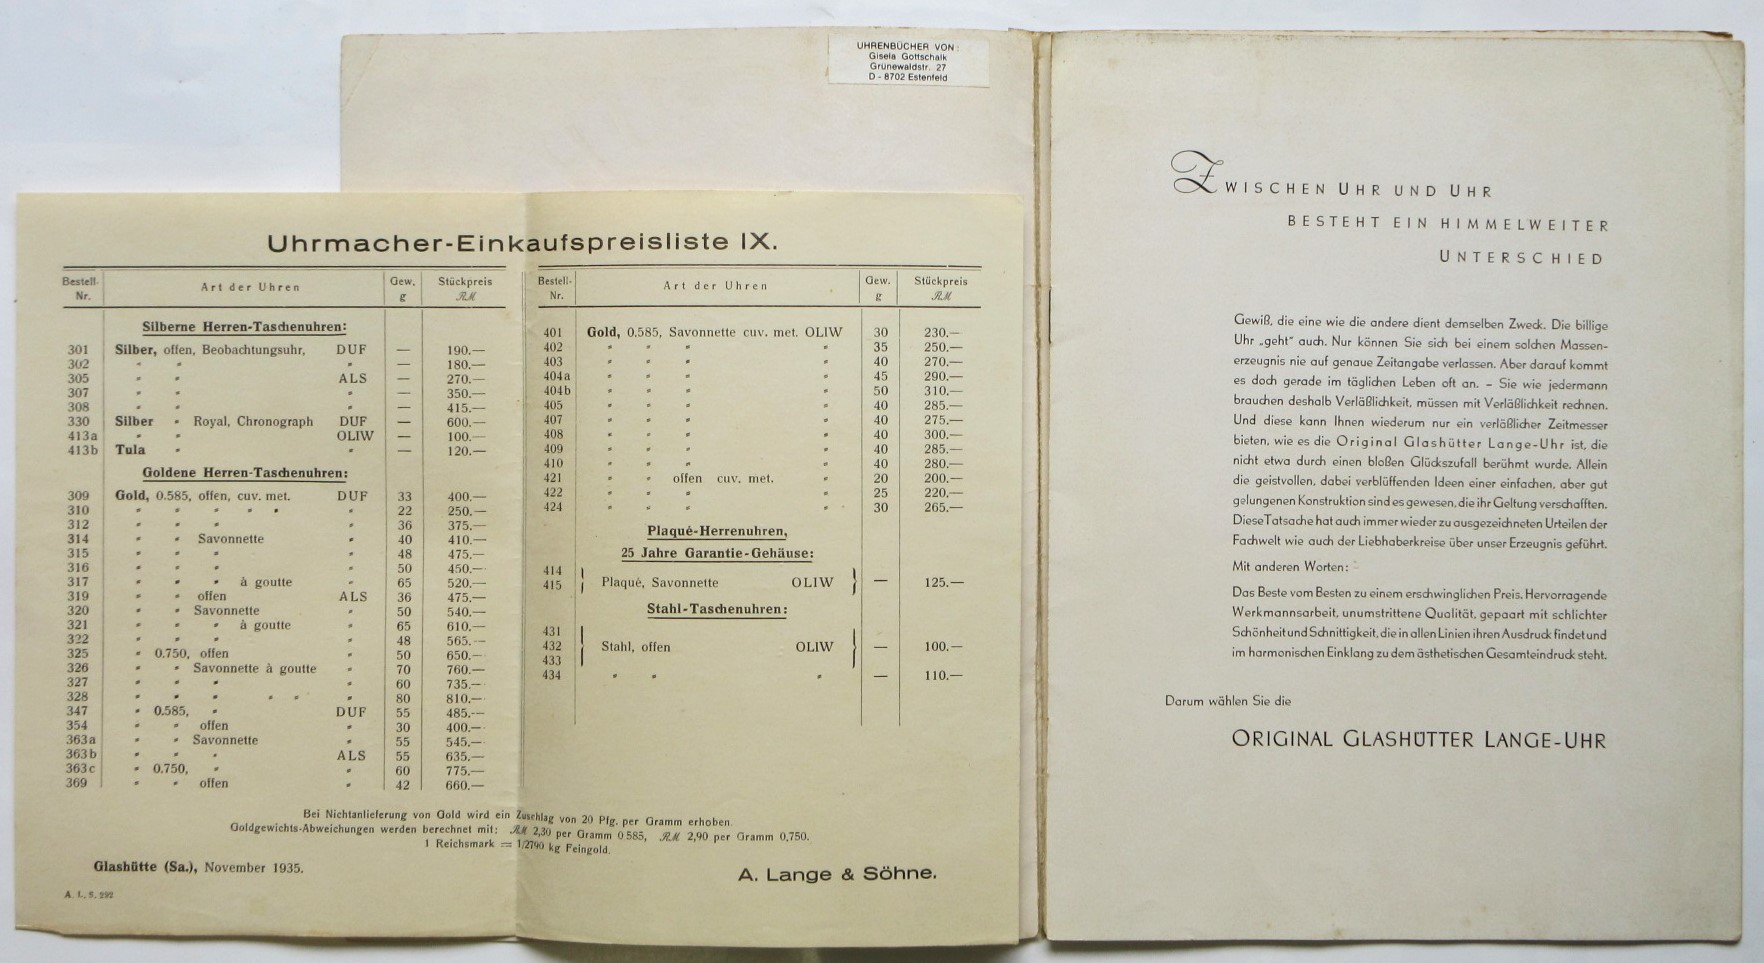 UHRENBÜCHER VON:
Gisela Gottschalk
Grünewaldstr. 27
D - 8702 Estenfeld
Uhrmacher-Einkaufspreisliste IX.
Bestell- Nr. Art der Uhren Gew. g Stückpreis RM
Silberne Herren-Taschenuhren:
301 Silber, offen, Beobachtungsuhr, DUF — 190.—
302 " " " — 180.—
305 " " ALS — 270.—
307 " " " — 350.—
308 " " " — 415.—
330 Silber " Royal, Chronograph DUF — 600.—
413a " " OLIW — 100.—
413b Tula " " — 120.—
Goldene Herren-Taschenuhren:
309 Gold, 0.585, offen, cuv. met. DUF 33 400.—
310 " " " " " " 22 250.—
312 " " " " 36 375.—
314 " " Savonnette " 40 410.—
315 " " " " 48 475.—
316 " " " " 50 450.—
317 " " " à goutte " 65 520.—
319 " " offen ALS 36 475.—
320 " " Savonnette " 50 540.—
321 " " " à goutte " 65 610.—
322 " " " " 48 565.—
325 " 0.750, offen " 50 650.—
326 " " Savonnette à goutte " 70 760.—
327 " " " " 60 735.—
328 " " " " " " 80 810.—
347 " 0.585, " DUF 55 485.—
354 " " offen " 30 400.—
363a " " Savonnette " 55 545.—
363b " " " ALS 55 635.—
363c " 0.750, " " 60 775.—
369 " " offen " 42 660.—
Bestell- Nr. Art der Uhren Gew. g Stückpreis RM
401 Gold, 0.585, Savonnette cuv. met. OLIW 30 230.—
402 " " " " 35 250.—
403 " " " " 40 270.—
404a " " " " 45 290.—
404b " " " " 50 310.—
405 " " " " 40 285.—
407 " " " " 40 275.—
408 " " " " 40 300.—
409 " " " " 40 285.—
410 " " " " 40 280.—
421 " " offen cuv. met. " 20 200.—
422 " " " " 25 220.—
424 " " " " 30 265.—
Plaqué-Herrenuhren,
25 Jahre Garantie-Gehäuse:
414
415 Plaqué, Savonnette OLIW — 125.—
Stahl-Taschenuhren:
431
432 Stahl, offen OLIW — 100.—
433
434 " " " — 110.—
Bei Nichtanlieferung von Gold wird ein Zuschlag von 20 Pfg. per Gramm erhoben.
Goldgewichts-Abweichungen werden berechnet mit: RM 2,30 per Gramm 0.585, RM 2,90 per Gramm 0,750.
1 Reichsmark = 1/2790 kg Feingold.
Glashütte (Sa.), November 1935.
A. Lange & Söhne.
A. L. S. 292
ZWISCHEN UHR UND UHR
BESTEHT EIN HIMMELWEITER
UNTERSCHIED
Gewiß, die eine wie die andere dient demselben Zweck. Die billige
Uhr „geht" auch. Nur können Sie sich bei einem solchen Massen-
erzeugnis nie auf genaue Zeitangabe verlassen. Aber darauf kommt
es doch gerade im täglichen Leben oft an. – Sie wie jedermann
brauchen deshalb Verläßlichkeit, müssen mit Verläßlichkeit rechnen.
Und diese kann Ihnen wiederum nur ein verläßlicher Zeitmesser
bieten, wie es die Original Glashütter Lange-Uhr ist, die
nicht etwa durch einen bloßen Glückszufall berühmt wurde. Allein
die geistvollen, dabei verblüffenden Ideen einer einfachen, aber gut
gelungenen Konstruktion sind es gewesen, die ihr Geltung verschafften.
Diese Tatsache hat auch immer wieder zu ausgezeichneten Urteilen der
Fachwelt wie auch der Liebhaberkreise über unser Erzeugnis geführt.
Mit anderen Worten:
Das Beste vom Besten zu einem erschwinglichen Preis. Hervorragende
Werkmannsarbeit, unumstrittene Qualität, gepaart mit schlichter
Schönheit und Schnittigkeit, die in allen Linien ihren Ausdruck findet und
im harmonischen Einklang zu dem ästhetischen Gesamteindruck steht.
Darum wählen Sie die
ORIGINAL GLASHÜTTER LANGE-UHR